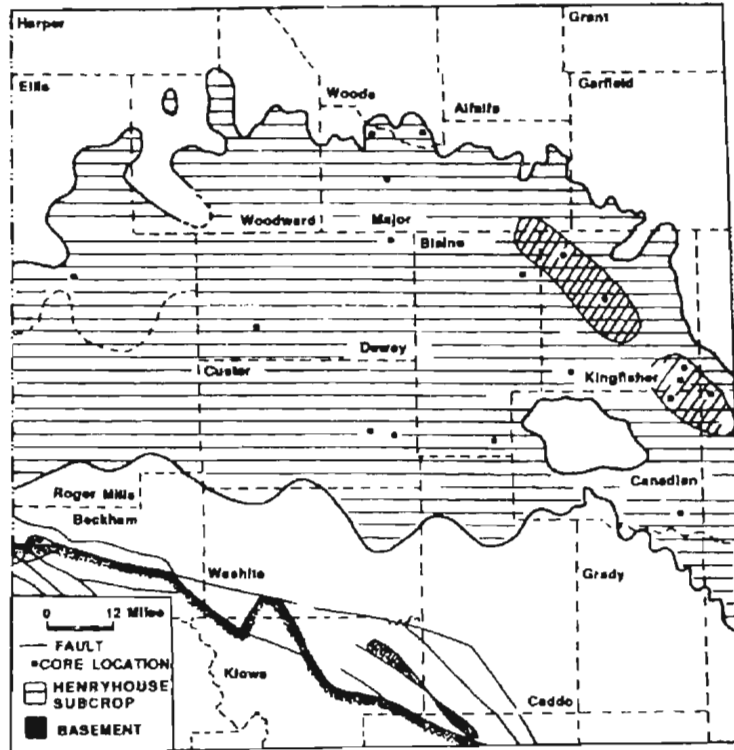 Harper
Grant
Ellis
Woods
Alfalfa
Garfield
Woodward
Major
Blaine
Dewey
Custer
Kingfisher
Canadian
Roger Mills
Beckham
Washita
Grady
Kiowa
Caddo
0 12 Miles
FAULT
CORE LOCATION
HENRYHOUSE
SUBCROP
BASEMENT